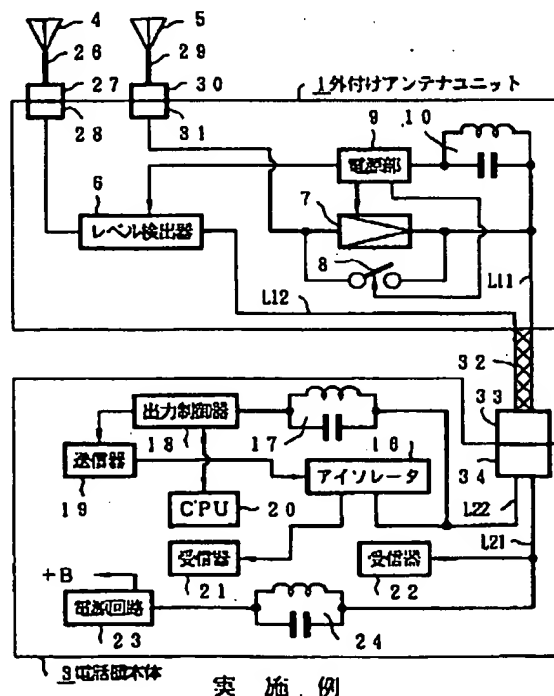 4
5
26
29
27
30
28
31
1外付けアンテナユニット
10
9
電源部
6
レベル検出器
7
8
L12
L11
32
33
34
出力制御器
18
17
16
送信器
19
アイソレータ
CPU
20
L22
L21
受信器
21
受信器
22
+B
電源回路
23
24
3電話機本体
実施例